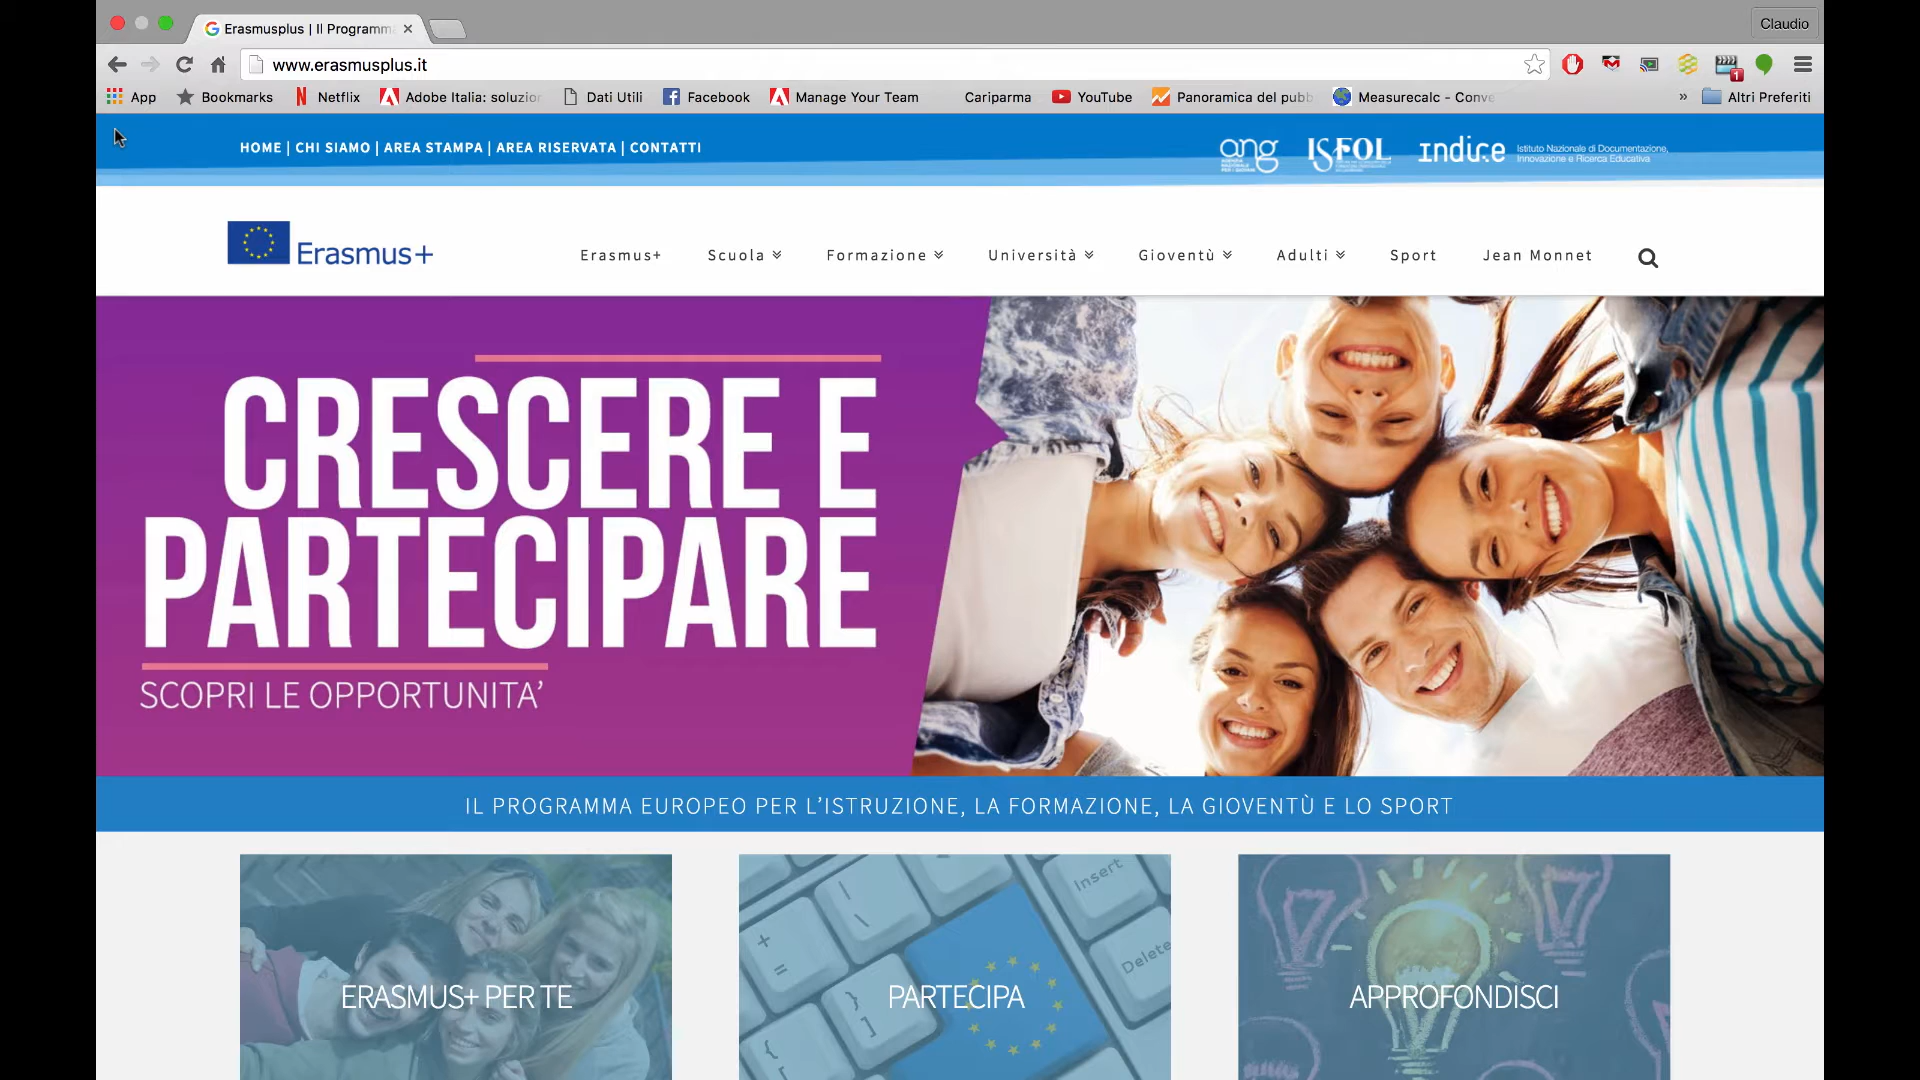 Erasmusplus | Il Programma
Claudio
www.erasmusplus.it
App Bookmarks Netflix Adobe Italia: soluzior Dati Utili Facebook Manage Your Team Cariparma YouTube Panoramica del pubb Measurecalc - Conve » Altri Preferiti
HOME | CHI SIAMO | AREA STAMPA | AREA RISERVATA | CONTATTI
ang
ISFOL
ındıce
Istituto Nazionale di Documentazione,
Innovazione e Ricerca Educativa
Erasmus+
Erasmus+ Scuola Formazione Università Gioventù Adulti Sport Jean Monnet
CRESCERE E
PARTECIPARE
SCOPRI LE OPPORTUNITA’
IL PROGRAMMA EUROPEO PER L’ISTRUZIONE, LA FORMAZIONE, LA GIOVENTÙ E LO SPORT
Insert
Delete
ERASMUS+ PER TE
PARTECIPA
APPROFONDISCI